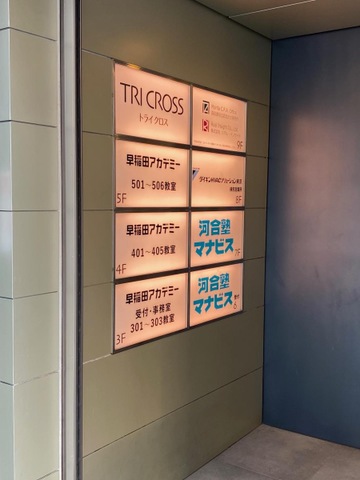 TRI CROSS
トライクロス
9F
早稲田アカデミー
501～506教室
5F
8F
早稲田アカデミー
401～405教室
4F
河合塾
マナビス
7F
早稲田アカデミー
受付・事務室
301～303教室
3F
河合塾
マナビス
6F